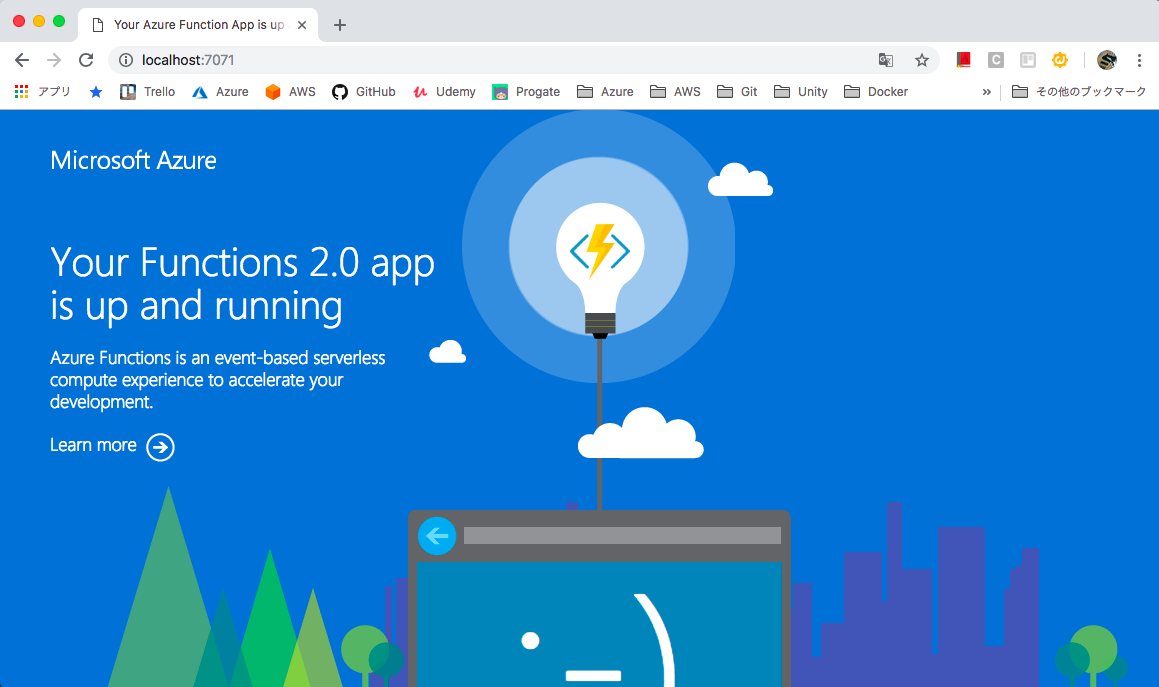 Your Azure Function App is up
localhost:7071
アプリ Trello Azure AWS GitHub Udemy Progate Azure AWS Git Unity Docker » その他のブックマーク
Microsoft Azure
Your Functions 2.0 app
is up and running
Azure Functions is an event-based serverless
compute experience to accelerate your
development.
Learn more